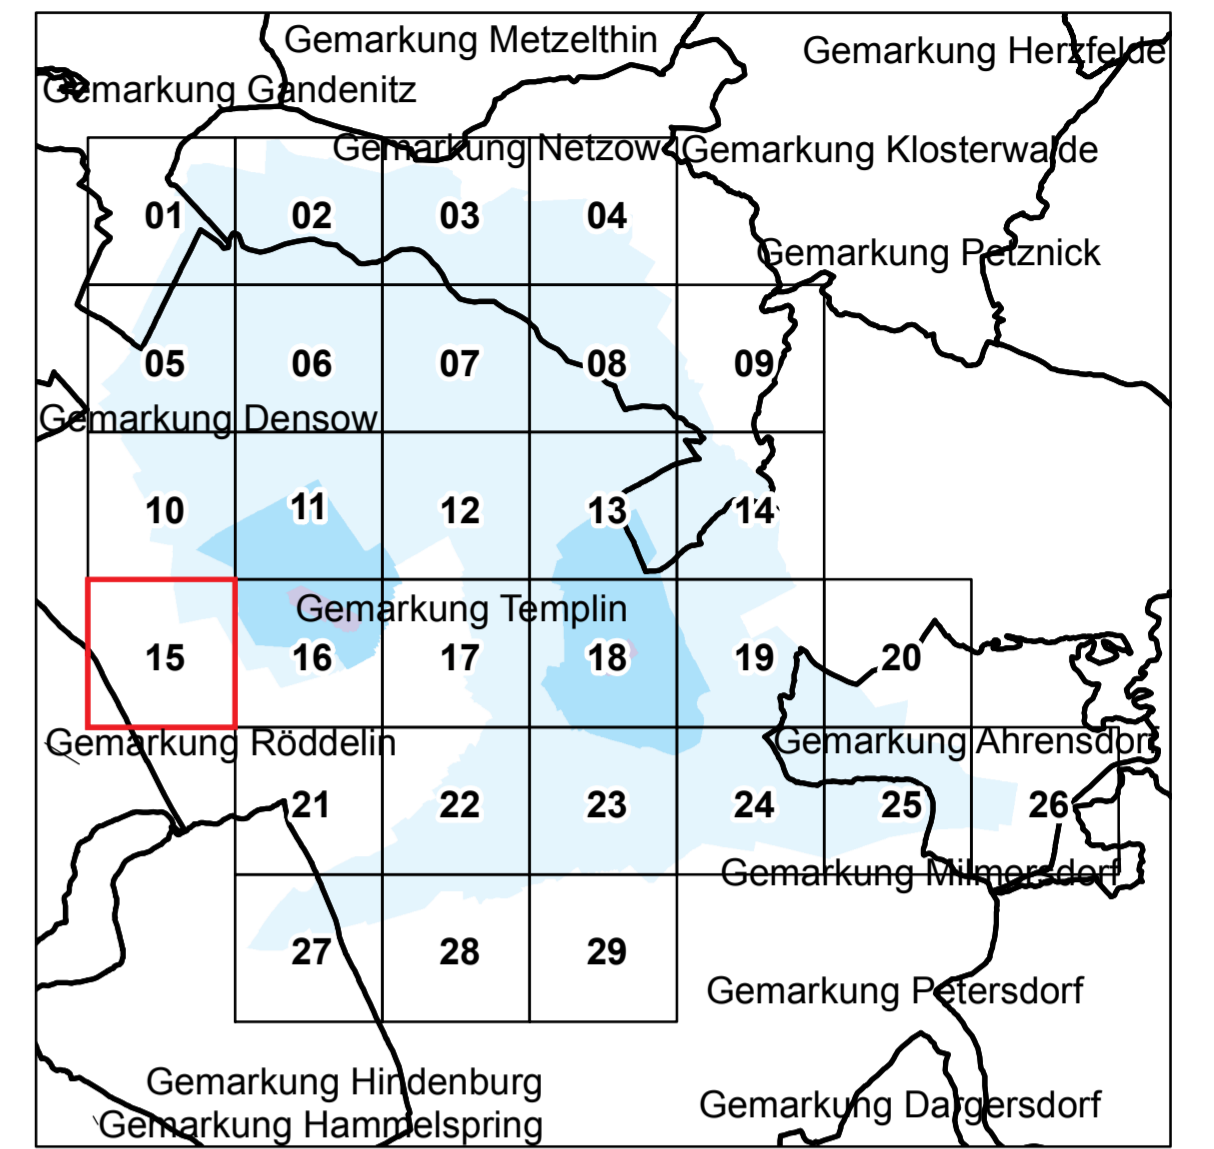 Gemarkung Metzelthin
Gemarkung Herzfelde
Gemarkung Gandenitz
Gemarkung Netzow
Gemarkung Klosterwalde
01 02 03 04
Gemarkung Petznick
05 06 07 08 09
Gemarkung Densow
10 11 12 13 14
Gemarkung Templin
15 16 17 18 19 20
Gemarkung Röddelin
Gemarkung Ahrensdorf
21 22 23 24 25 26
Gemarkung Milmersdorf
27 28 29
Gemarkung Petersdorf
Gemarkung Hindenburg
Gemarkung Dargersdorf
Gemarkung Hammelspring